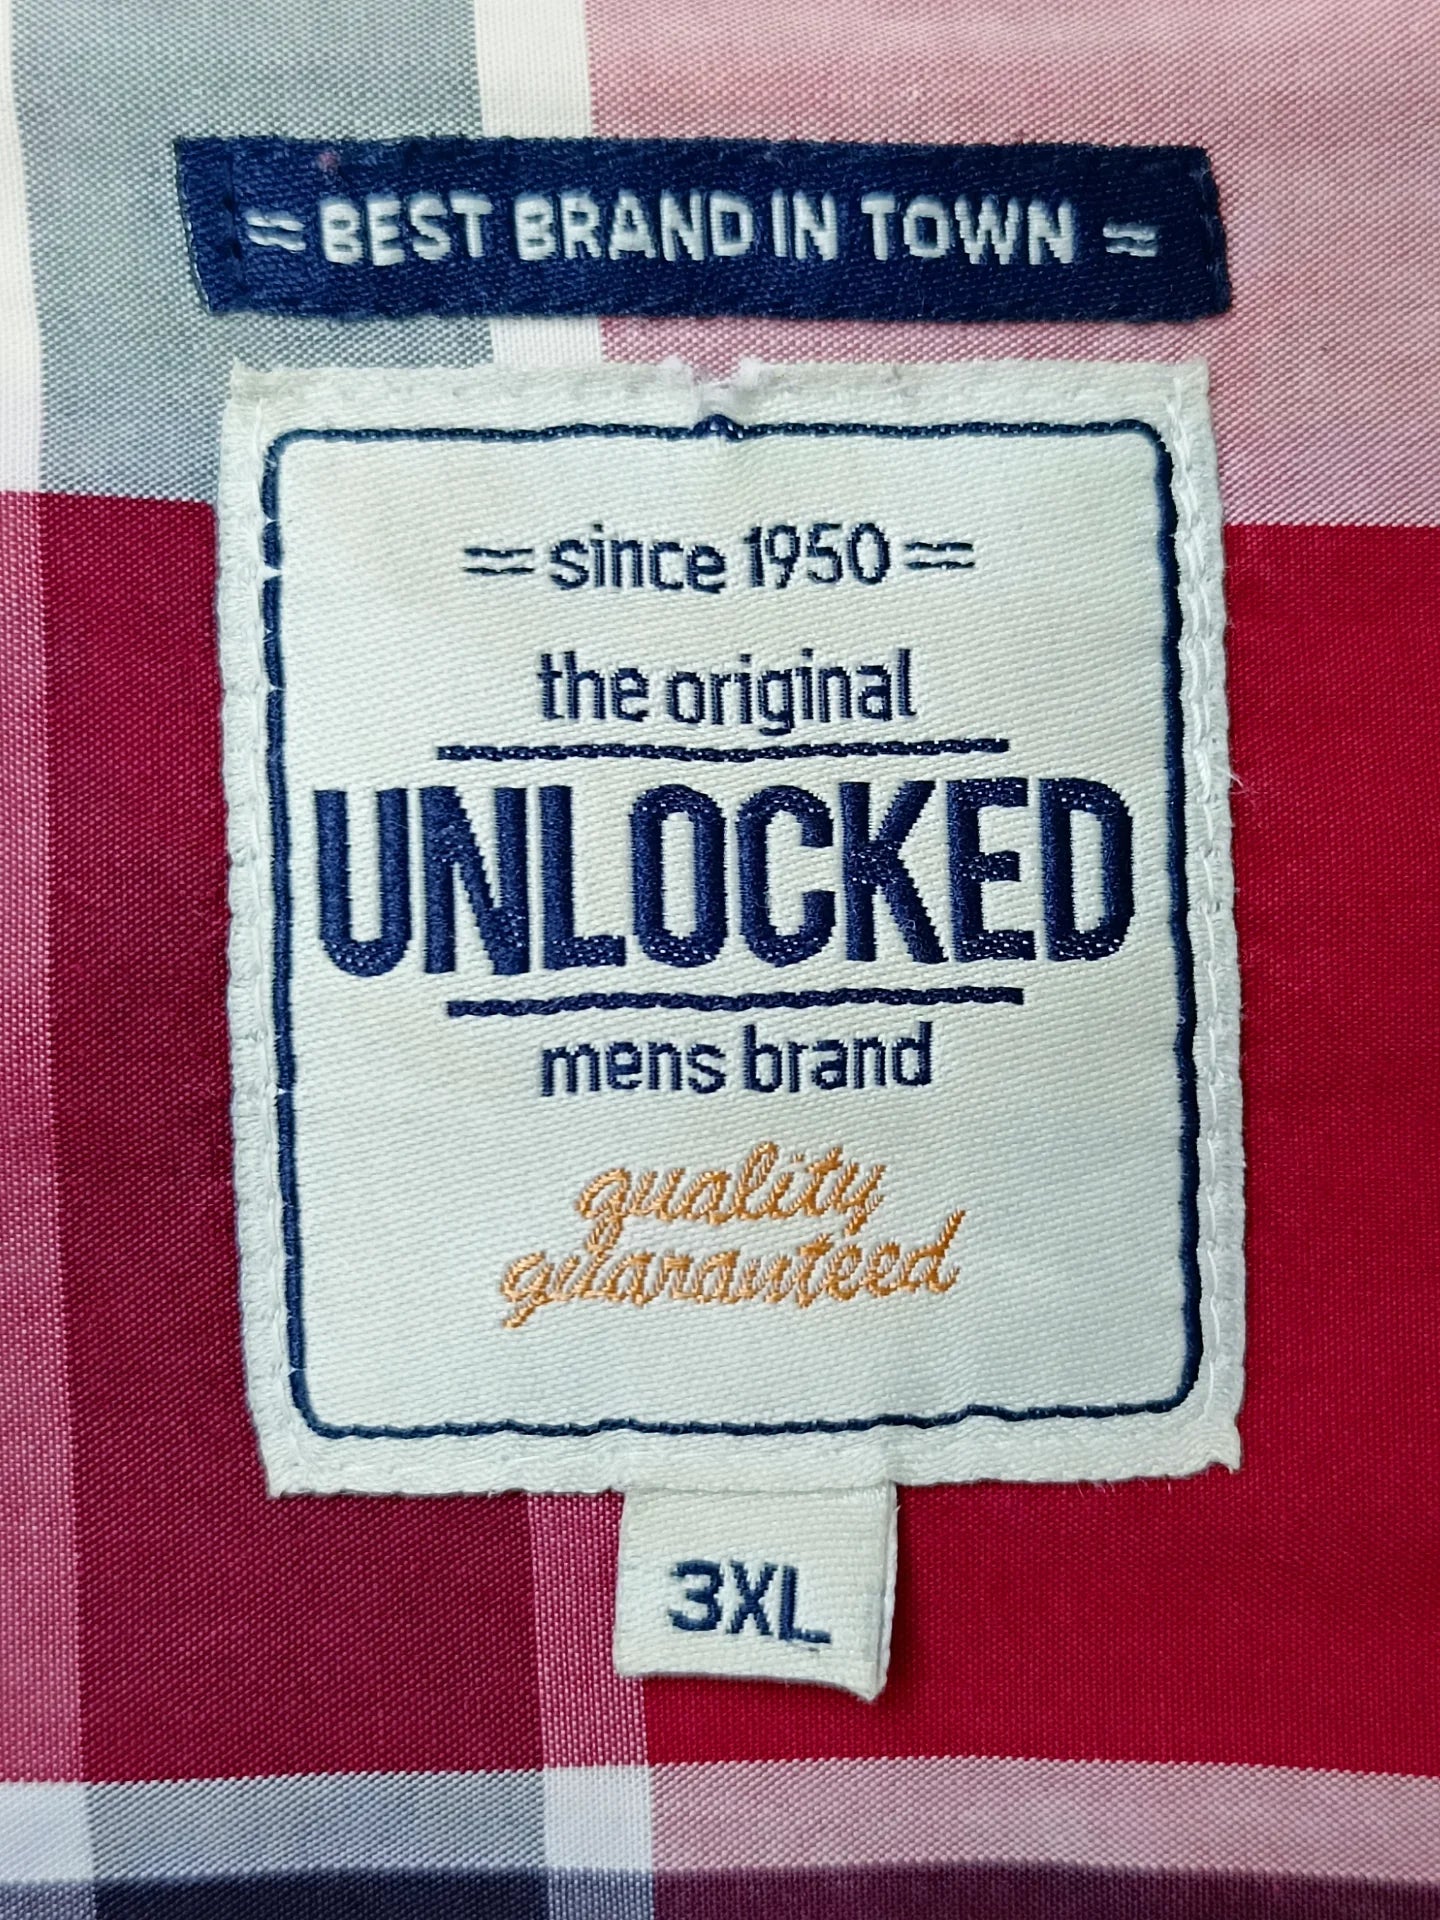 ≈ BEST BRAND IN TOWN ≈
≈ since 1950 ≈
the original
UNLOCKED
mens brand
quality
guaranteed
3XL